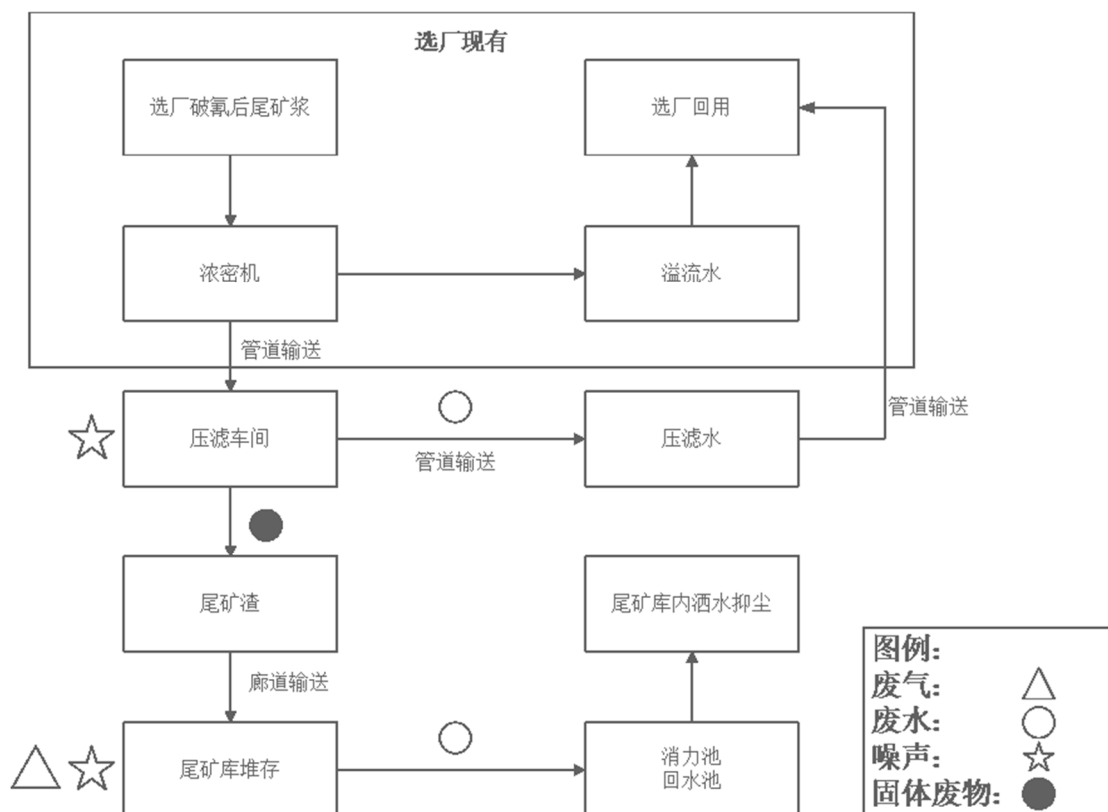 选厂现有
选厂破氰后尾矿浆
选厂回用
浓密机
溢流水
管道输送
压滤车间
管道输送
压滤水
管道输送
尾矿渣
尾矿库内洒水抑尘
廊道输送
尾矿库堆存
消力池
回水池
图例：
废气：
废水：
噪声：
固体废物：